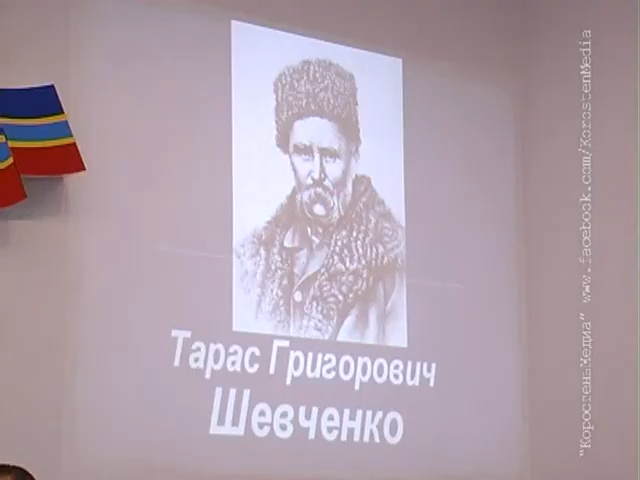 Тарас Григорович
Шевченко
"КоростеньМедиа" www.facebook.com/KorostenMedia